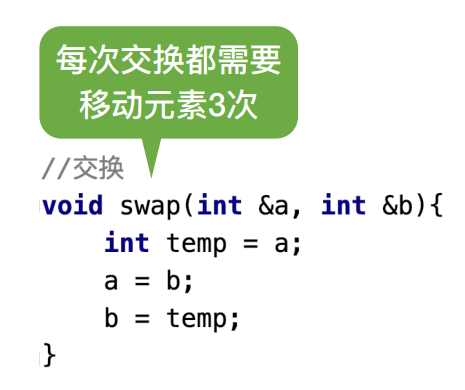 每次交换都需要
移动元素3次
//交换
void swap(int &a, int &b){
    int temp = a;
    a = b;
    b = temp;
}